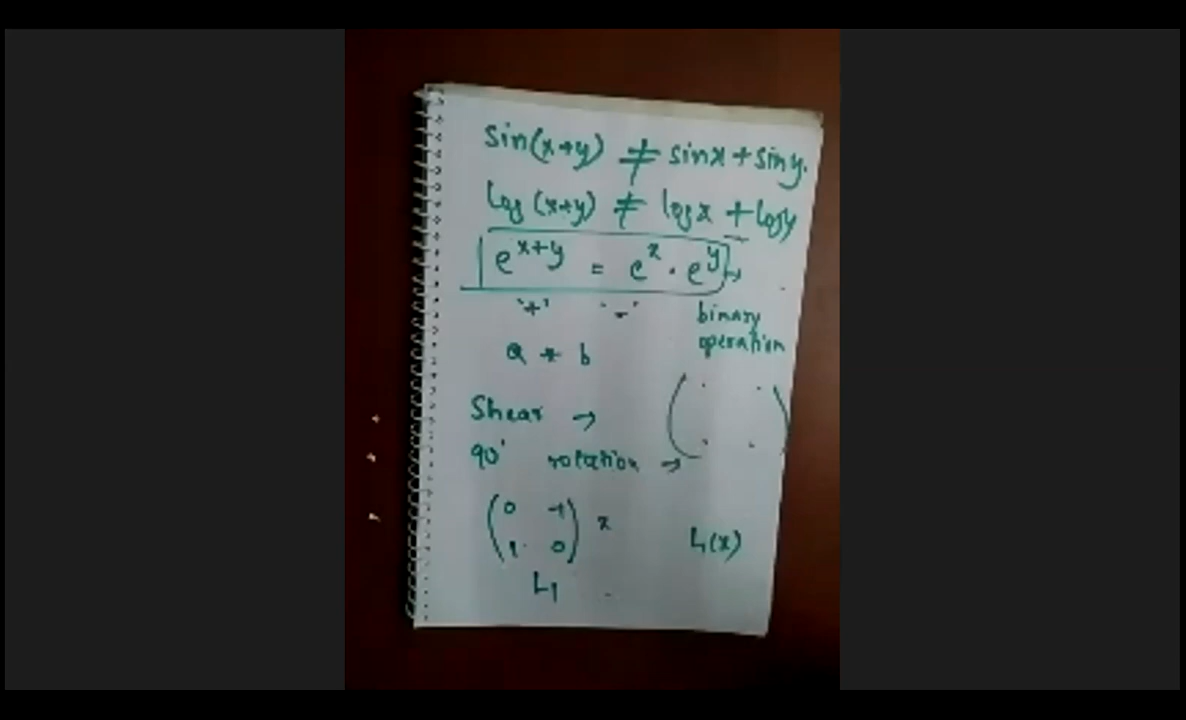 sin(x+y) ≠ sinx + siny.
log (x+y) ≠ logx + logy
e^{x+y} = e^x · e^y →
'+' '·'
binary
operation
a * b
Shear →
90° rotation →
( . . )
( . . )
(0 -1) x
(1 0)
L(x)
L1